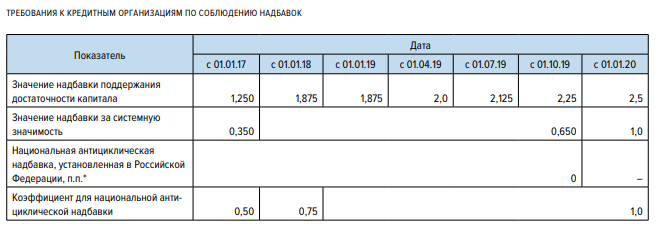 ТРЕБОВАНИЯ К КРЕДИТНЫМ ОРГАНИЗАЦИЯМ ПО СОБЛЮДЕНИЮ НАДБАВОК
Показатель
Дата
с 01.01.17 с 01.01.18 с 01.01.19 с 01.04.19 с 01.07.19 с 01.10.19 с 01.01.20
Значение надбавки поддержания
достаточности капитала 1,250 1,875 1,875 2,0 2,125 2,25 2,5
Значение надбавки за системную
значимость 0,350 0,650 1,0
Национальная антициклическая
надбавка, установленная в Российской
Федерации, п.п.* 0 –
Коэффициент для национальной анти-
циклической надбавки 0,50 0,75 1,0